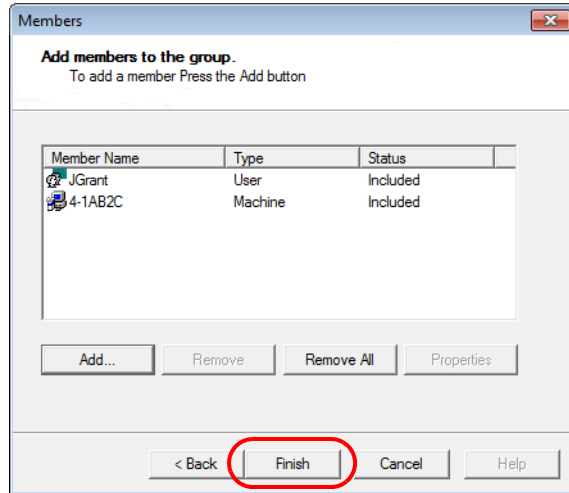 Members
Add members to the group.
To add a member Press the Add button
Member Name Type Status
JGrant User Included
4-1AB2C Machine Included
Add... Remove Remove All Properties
< Back Finish Cancel Help